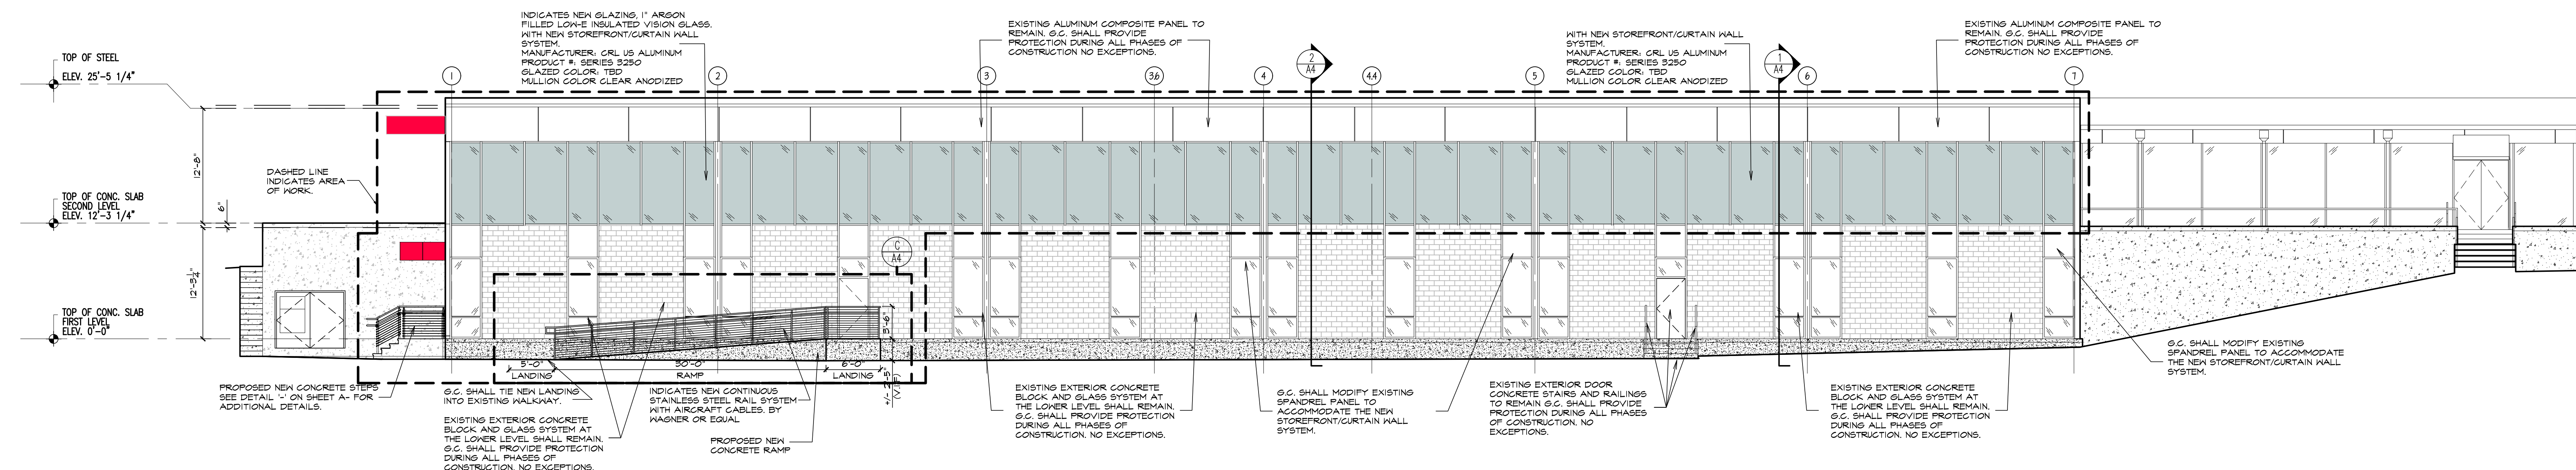 INDICATES NEW GLAZING, 1" ARGON
FILLED LOW-E INSULATED VISION GLASS.
WITH NEW STOREFRONT/CURTAIN WALL
SYSTEM.
MANUFACTURER: CRL US ALUMINUM
PRODUCT #: SERIES 3250
GLAZED COLOR: TBD
MULLION COLOR CLEAR ANODIZED
EXISTING ALUMINUM COMPOSITE PANEL TO
REMAIN. G.C. SHALL PROVIDE
PROTECTION DURING ALL PHASES OF
CONSTRUCTION NO EXCEPTIONS.
WITH NEW STOREFRONT/CURTAIN WALL
SYSTEM.
MANUFACTURER: CRL US ALUMINUM
PRODUCT #: SERIES 3250
GLAZED COLOR: TBD
MULLION COLOR CLEAR ANODIZED
EXISTING ALUMINUM COMPOSITE PANEL TO
REMAIN. G.C. SHALL PROVIDE
PROTECTION DURING ALL PHASES OF
CONSTRUCTION NO EXCEPTIONS.
TOP OF STEEL
ELEV. 25'-5 1/4"
1
2
3
3.6
4
2
A4
4.4
5
1
A4
6
7
12'-8"
DASHED LINE
INDICATES AREA
OF WORK.
TOP OF CONC. SLAB
SECOND LEVEL
ELEV. 12'-3 1/4"
6"
C
A4
12'-3 1/4"
TOP OF CONC. SLAB
FIRST LEVEL
ELEV. 0'-0"
3'-6"
+/- 2'-5"
(V.I.F)
5'-0"
30'-0"
6'-0"
LANDING
RAMP
LANDING
PROPOSED NEW CONCRETE STEPS
SEE DETAIL '-' ON SHEET A- FOR
ADDITIONAL DETAILS.
G.C. SHALL TIE NEW LANDING
INTO EXISTING WALKWAY.
EXISTING EXTERIOR CONCRETE
BLOCK AND GLASS SYSTEM AT
THE LOWER LEVEL SHALL REMAIN.
G.C. SHALL PROVIDE PROTECTION
DURING ALL PHASES OF
CONSTRUCTION. NO EXCEPTIONS.
INDICATES NEW CONTINUOUS
STAINLESS STEEL RAIL SYSTEM
WITH AIRCRAFT CABLES. BY
WAGNER OR EQUAL
PROPOSED NEW
CONCRETE RAMP
EXISTING EXTERIOR CONCRETE
BLOCK AND GLASS SYSTEM AT
THE LOWER LEVEL SHALL REMAIN.
G.C. SHALL PROVIDE PROTECTION
DURING ALL PHASES OF
CONSTRUCTION. NO EXCEPTIONS.
G.C. SHALL MODIFY EXISTING
SPANDREL PANEL TO
ACCOMMODATE THE NEW
STOREFRONT/CURTAIN WALL
SYSTEM.
EXISTING EXTERIOR DOOR
CONCRETE STAIRS AND RAILINGS
TO REMAIN G.C. SHALL PROVIDE
PROTECTION DURING ALL PHASES
OF CONSTRUCTION. NO
EXCEPTIONS.
EXISTING EXTERIOR CONCRETE
BLOCK AND GLASS SYSTEM AT
THE LOWER LEVEL SHALL REMAIN.
G.C. SHALL PROVIDE PROTECTION
DURING ALL PHASES OF
CONSTRUCTION. NO EXCEPTIONS.
G.C. SHALL MODIFY EXISTING
SPANDREL PANEL TO ACCOMMODATE
THE NEW STOREFRONT/CURTAIN WALL
SYSTEM.